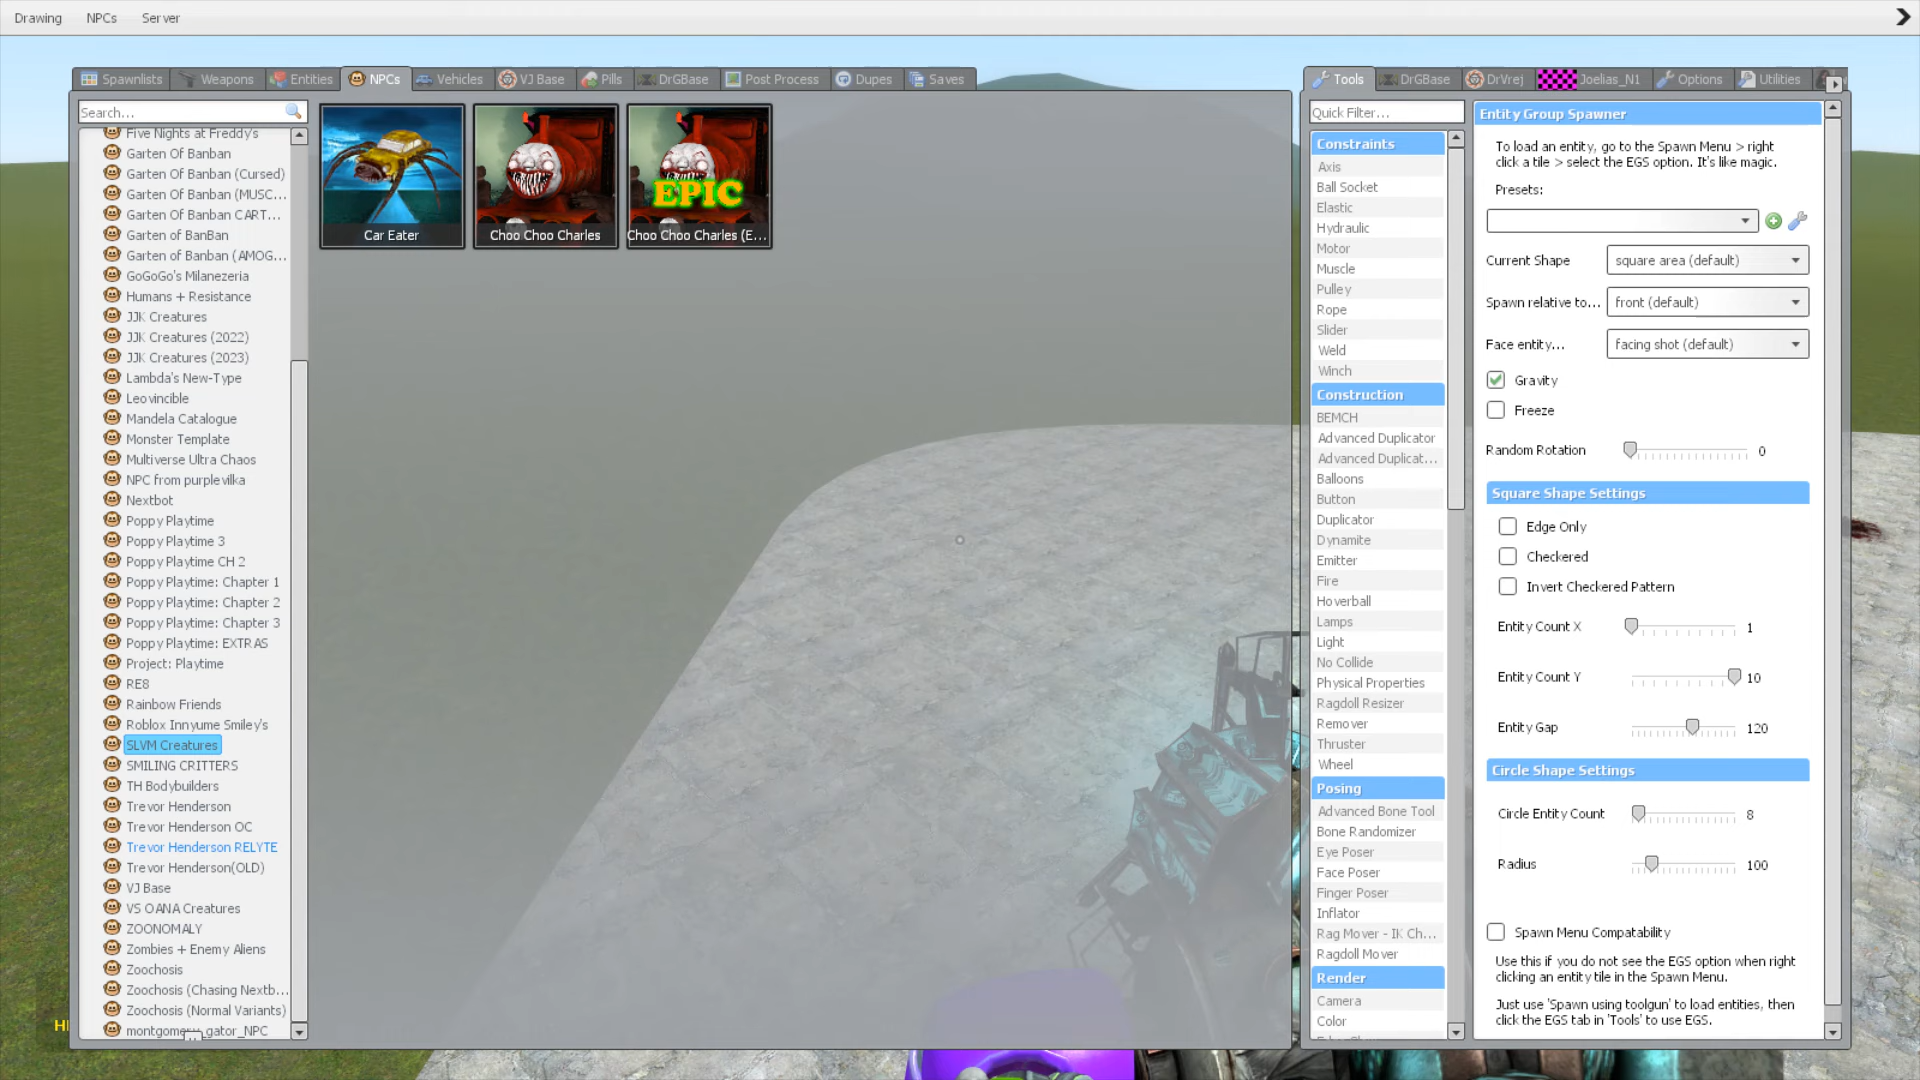 Drawing NPCs Server
Spawnlists Weapons Entities NPCs Vehicles VJ Base Pills DrGBase Post Process Dupes Saves
Search...
Five Nights at Freddy's
Garten Of Banban
Garten Of Banban (Cursed)
Garten Of Banban (MUSC...
Garten Of Banban CART...
Garten of BanBan
Garten of Banban (AMOG...
GoGoGo's Milanezeria
Humans + Resistance
JJK Creatures
JJK Creatures (2022)
JJK Creatures (2023)
Lambda's New-Type
Leovincible
Mandela Catalogue
Monster Template
Multiverse Ultra Chaos
NPC from purplevilka
Nextbot
Poppy Playtime
Poppy Playtime 3
Poppy Playtime CH 2
Poppy Playtime: Chapter 1
Poppy Playtime: Chapter 2
Poppy Playtime: Chapter 3
Poppy Playtime: EXTRAS
Project: Playtime
RE8
Rainbow Friends
Roblox Innyume Smiley's
SLVM Creatures
SMILING CRITTERS
TH Bodybuilders
Trevor Henderson
Trevor Henderson OC
Trevor Henderson RELYTE
Trevor Henderson(OLD)
VJ Base
VS OANA Creatures
ZOONOMALY
Zombies + Enemy Aliens
Zoochosis
Zoochosis (Chasing Nextb...
Zoochosis (Normal Variants)
montgomery_gator_NPC
Car Eater
Choo Choo Charles
EPIC
Choo Choo Charles (E...
Tools DrGBase DrVrej Joelias_N1 Options Utilities
Quick Filter...
Constraints
Axis
Ball Socket
Elastic
Hydraulic
Motor
Muscle
Pulley
Rope
Slider
Weld
Winch
Construction
BEMCH
Advanced Duplicator
Advanced Duplicat...
Balloons
Button
Duplicator
Dynamite
Emitter
Fire
Hoverball
Lamps
Light
No Collide
Physical Properties
Ragdoll Resizer
Remover
Thruster
Wheel
Posing
Advanced Bone Tool
Bone Randomizer
Eye Poser
Face Poser
Finger Poser
Inflator
Rag Mover - IK Ch...
Ragdoll Mover
Render
Camera
Color
Entity Group Spawner
To load an entity, go to the Spawn Menu > right
click a tile > select the EGS option. It's like magic.
Presets:
Current Shape square area (default)
Spawn relative to... front (default)
Face entity... facing shot (default)
Gravity
Freeze
Random Rotation 0
Square Shape Settings
Edge Only
Checkered
Invert Checkered Pattern
Entity Count X 1
Entity Count Y 10
Entity Gap 120
Circle Shape Settings
Circle Entity Count 8
Radius 100
Spawn Menu Compatability
Use this if you do not see the EGS option when right
clicking an entity tile in the Spawn Menu.
Just use 'Spawn using toolgun' to load entities, then
click the EGS tab in 'Tools' to use EGS.